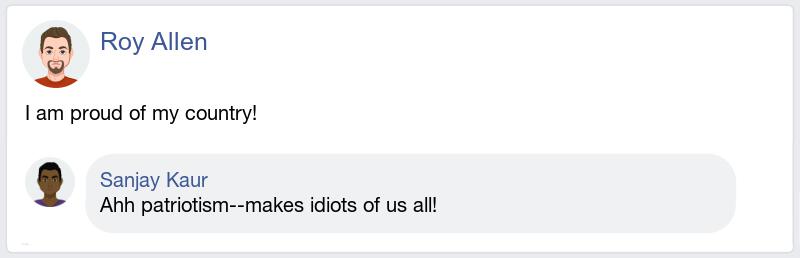 Roy Allen
I am proud of my country!
Sanjay Kaur
Ahh patriotism--makes idiots of us all!